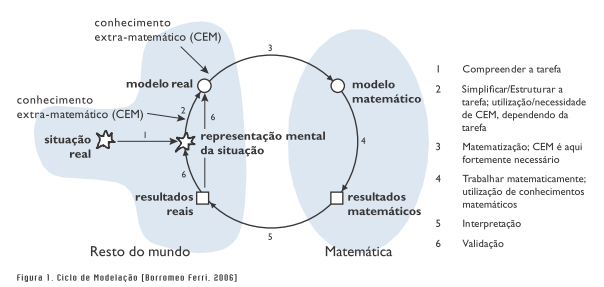 conhecimento
extra-matemático (CEM)
3
modelo real
modelo
matemático
conhecimento
extra-matemático (CEM)
2
6
situação
real
1
representação mental
da situação
4
6
resultados
reais
resultados
matemáticos
5
Resto do mundo
Matemática
1 Compreender a tarefa
2 Simplificar/Estruturar a
tarefa; utilização/necessidade
de CEM, dependendo da
tarefa
3 Matematização; CEM é aqui
fortemente necessário
4 Trabalhar matematicamente;
utilização de conhecimentos
matemáticos
5 Interpretação
6 Validação
Figura 1. Ciclo de Modelação [Borromeo Ferri, 2006]